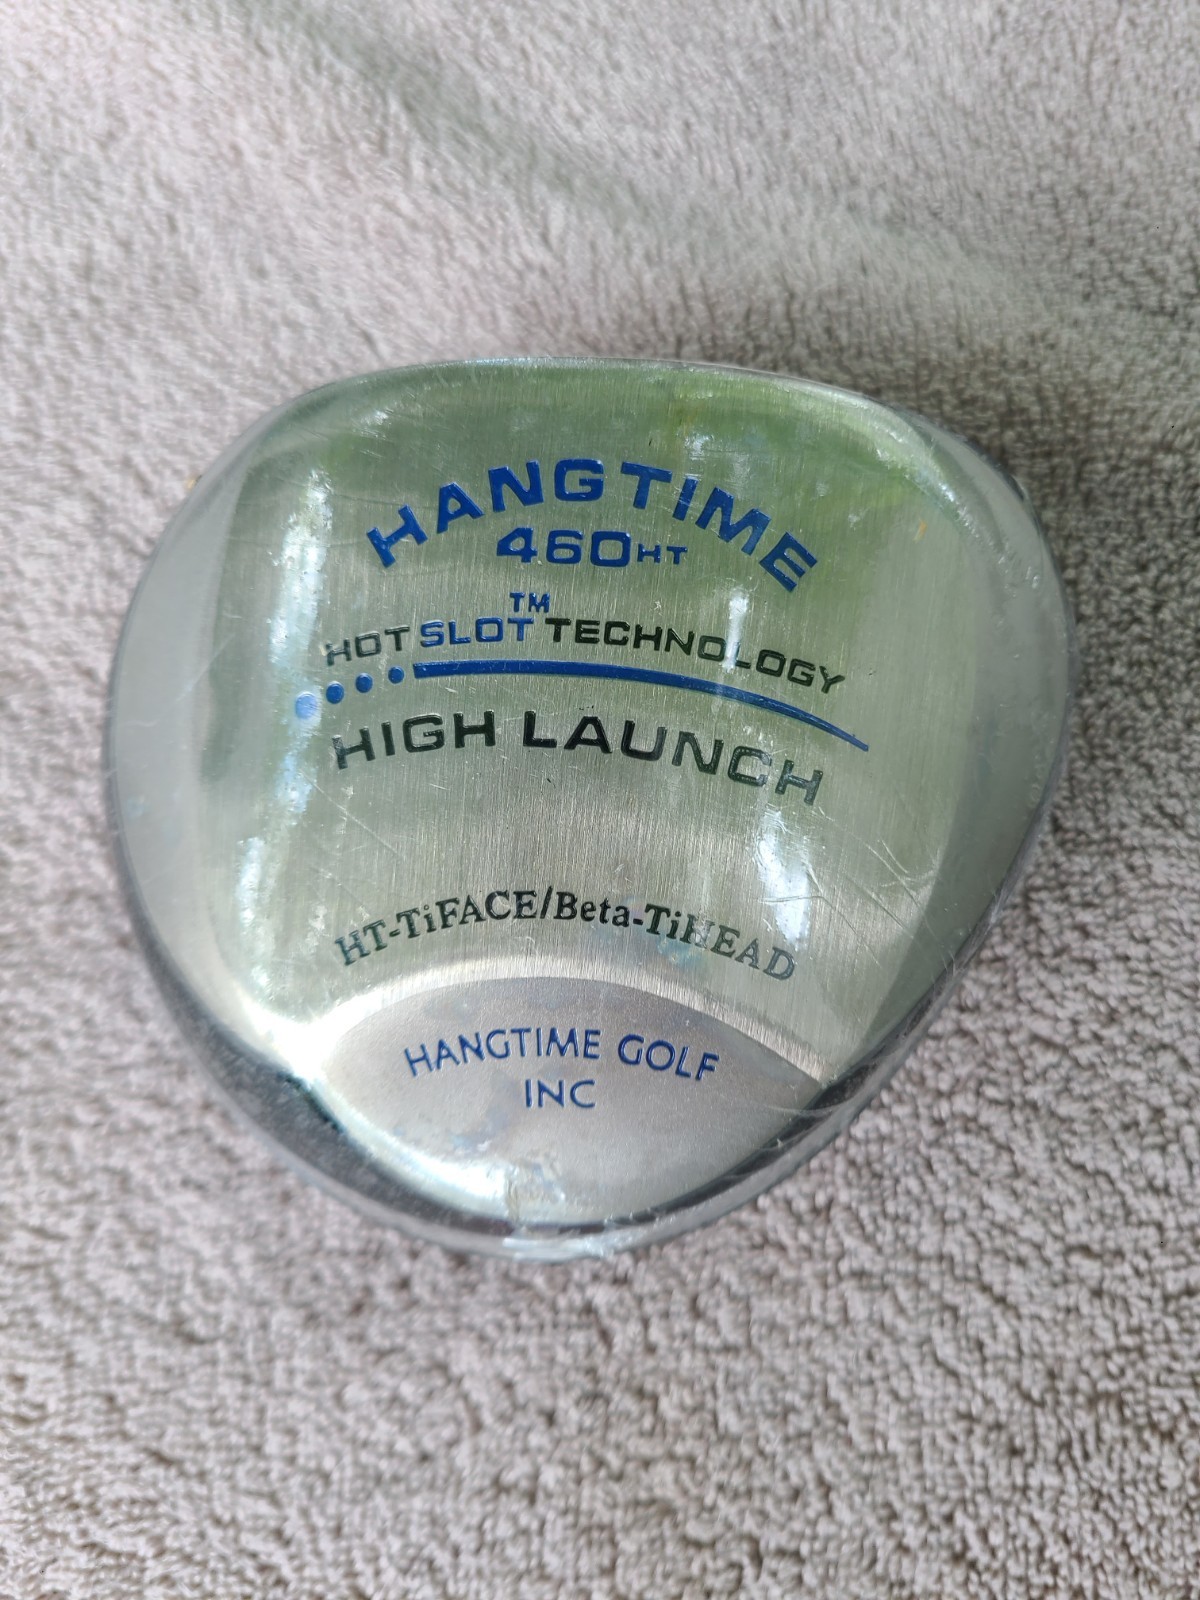 HANGTIME
460HT
TM
HOT SLOT TECHNOLOGY
HIGH LAUNCH
HT-TiFACE/Beta-TiHEAD
HANGTIME GOLF
INC